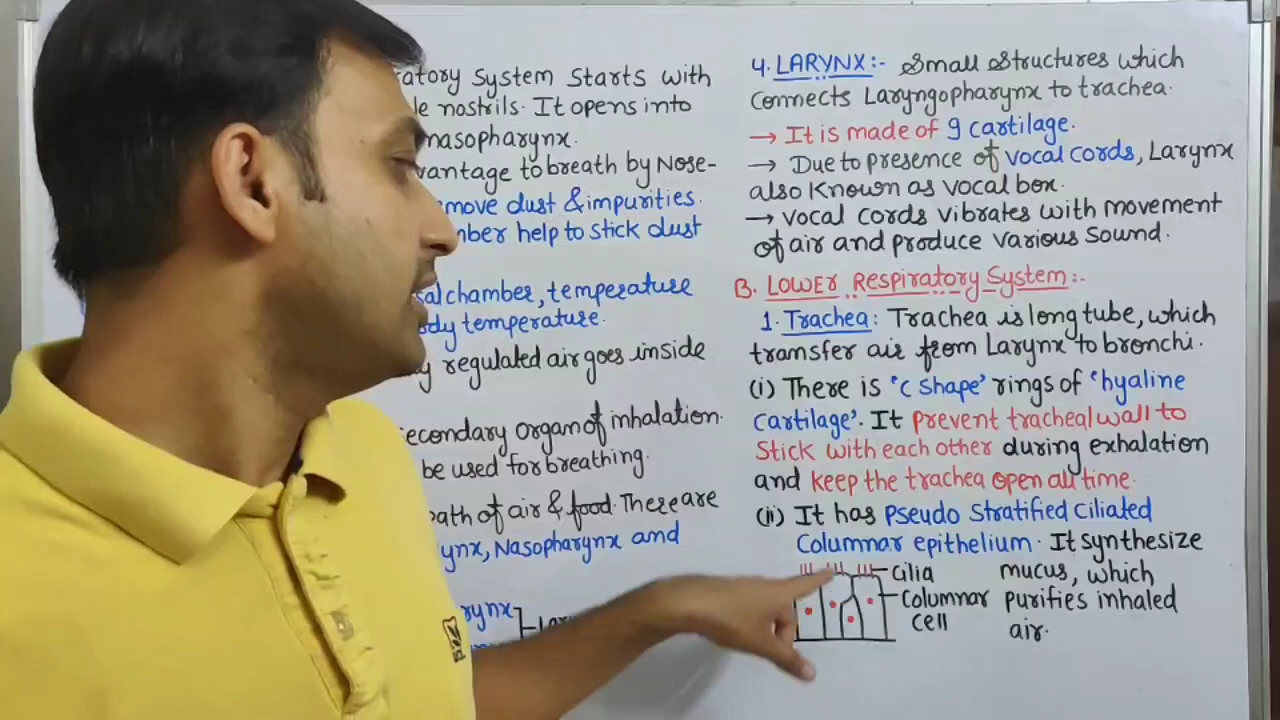 atory System Starts with
le nostrils. It opens into
nasopharynx.
vantage to breath by Nose-
move dust & impurities.
mber help to stick dust
sal chamber, temperature
ody temperature.
y regulated air goes inside
econdary organ of inhalation.
be used for breathing.
path of air & food. There are
ynx, Nasopharynx and
rynx
4. LARYNX:- Small Structures which
Connects Laryngopharynx to trachea.
→ It is made of 9 cartilage.
→ Due to presence of vocal cords, Larynx
also Known as vocal box.
→ vocal cords vibrates with movement
of air and produce various sound.
B. LOWER RESPIRATORY SYSTEM:-
1. Trachea: Trachea is long tube, which
transfer air from Larynx to bronchi.
(i) There is 'C Shape' rings of 'hyaline
Cartilage'. It prevent tracheal wall to
Stick with each other during exhalation
and keep the trachea open all time.
(ii) It has Pseudo Stratified Ciliated
Columnar epithelium. It synthesize
mucus, which
purifies inhaled
air.
Cilia
Columnar
cell